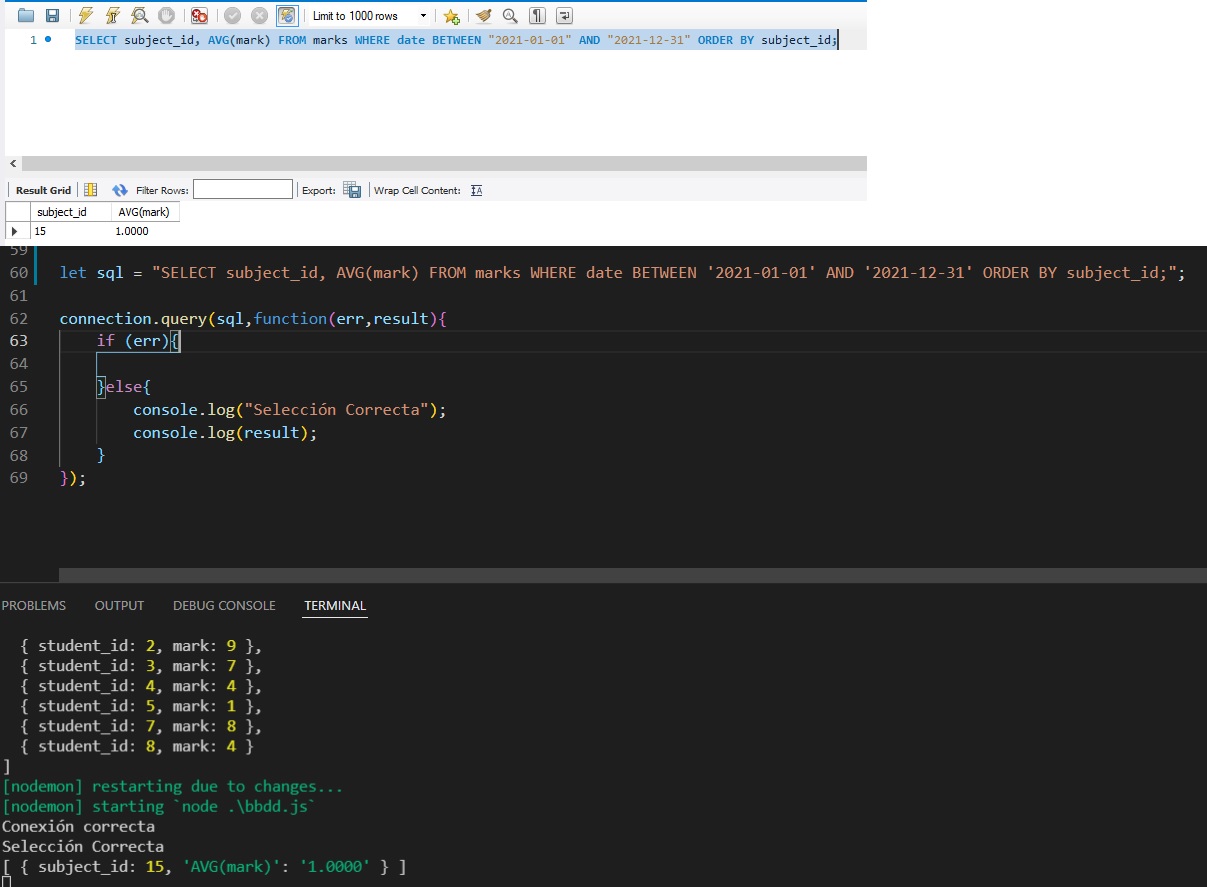 Limit to 1000 rows
1 SELECT subject_id, AVG(mark) FROM marks WHERE date BETWEEN "2021-01-01" AND "2021-12-31" ORDER BY subject_id;
Result Grid Filter Rows: Export: Wrap Cell Content:
subject_id AVG(mark)
15 1.0000
59
60 let sql = "SELECT subject_id, AVG(mark) FROM marks WHERE date BETWEEN '2021-01-01' AND '2021-12-31' ORDER BY subject_id;";
61
62 connection.query(sql,function(err,result){
63 if (err){
64
65 }else{
66 console.log("Selección Correcta");
67 console.log(result);
68 }
69 });
PROBLEMS OUTPUT DEBUG CONSOLE TERMINAL
{ student_id: 2, mark: 9 },
{ student_id: 3, mark: 7 },
{ student_id: 4, mark: 4 },
{ student_id: 5, mark: 1 },
{ student_id: 7, mark: 8 },
{ student_id: 8, mark: 4 }
]
[nodemon] restarting due to changes...
[nodemon] starting `node .\bbdd.js`
Conexión correcta
Selección Correcta
[ { subject_id: 15, 'AVG(mark)': '1.0000' } ]